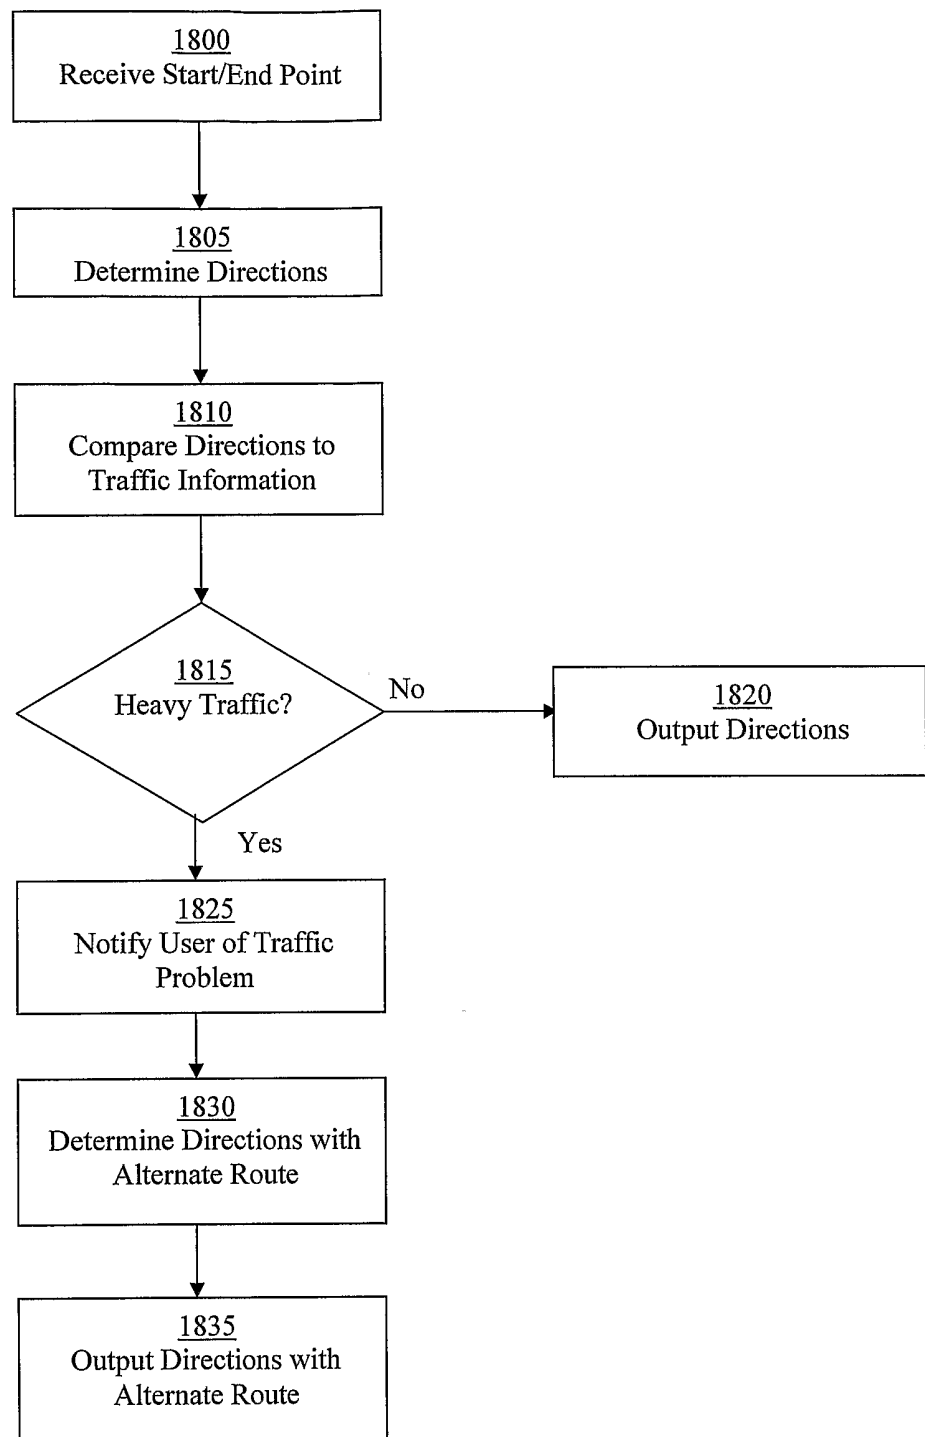 1800
Receive Start/End Point
1805
Determine Directions
1810
Compare Directions to
Traffic Information
1815
Heavy Traffic?
No
1820
Output Directions
Yes
1825
Notify User of Traffic
Problem
1830
Determine Directions with
Alternate Route
1835
Output Directions with
Alternate Route